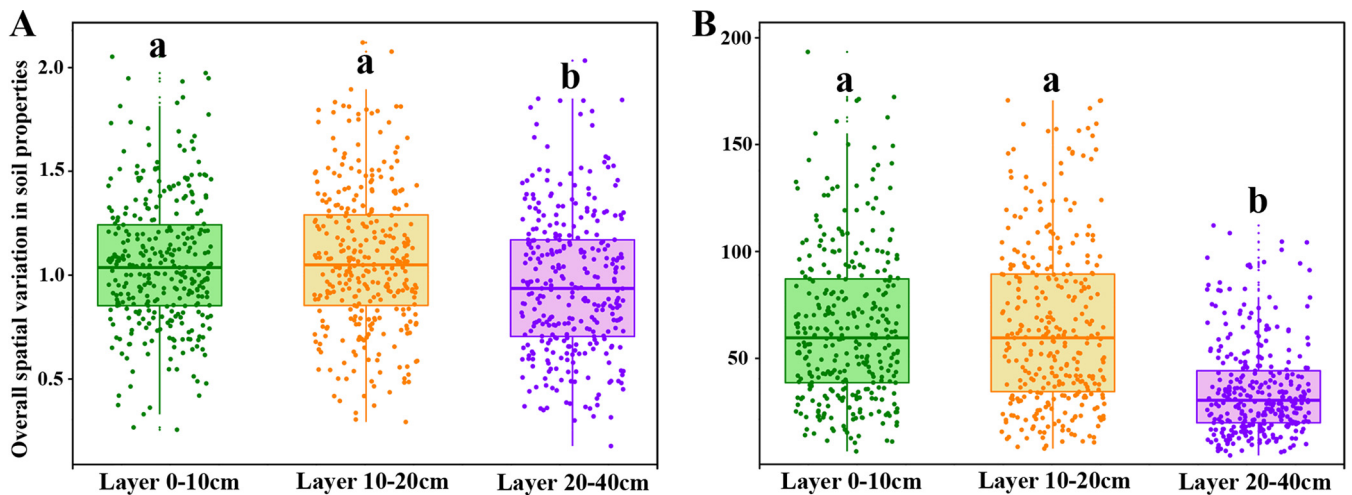 A
B
Overall spatial variation in soil properties
2.0
1.5
1.0
0.5
a
a
b
Layer 0-10cm
Layer 10-20cm
Layer 20-40cm
200
150
100
50
a
a
b
Layer 0-10cm
Layer 10-20cm
Layer 20-40cm